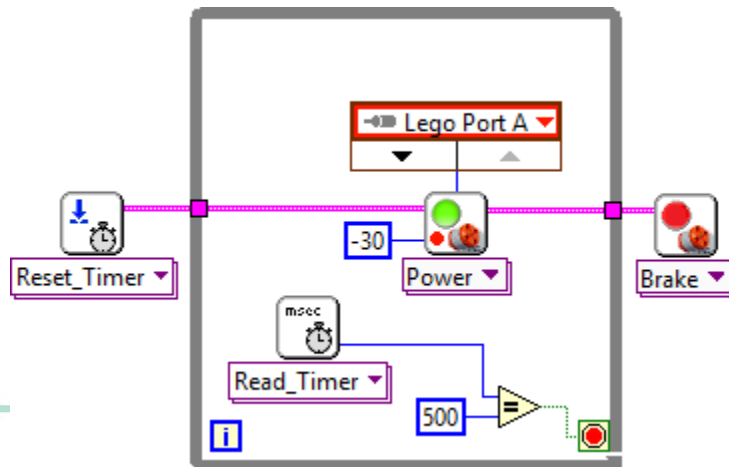 Lego Port A
Reset_Timer
-30
Power
Brake
msec
Read_Timer
500
=
i